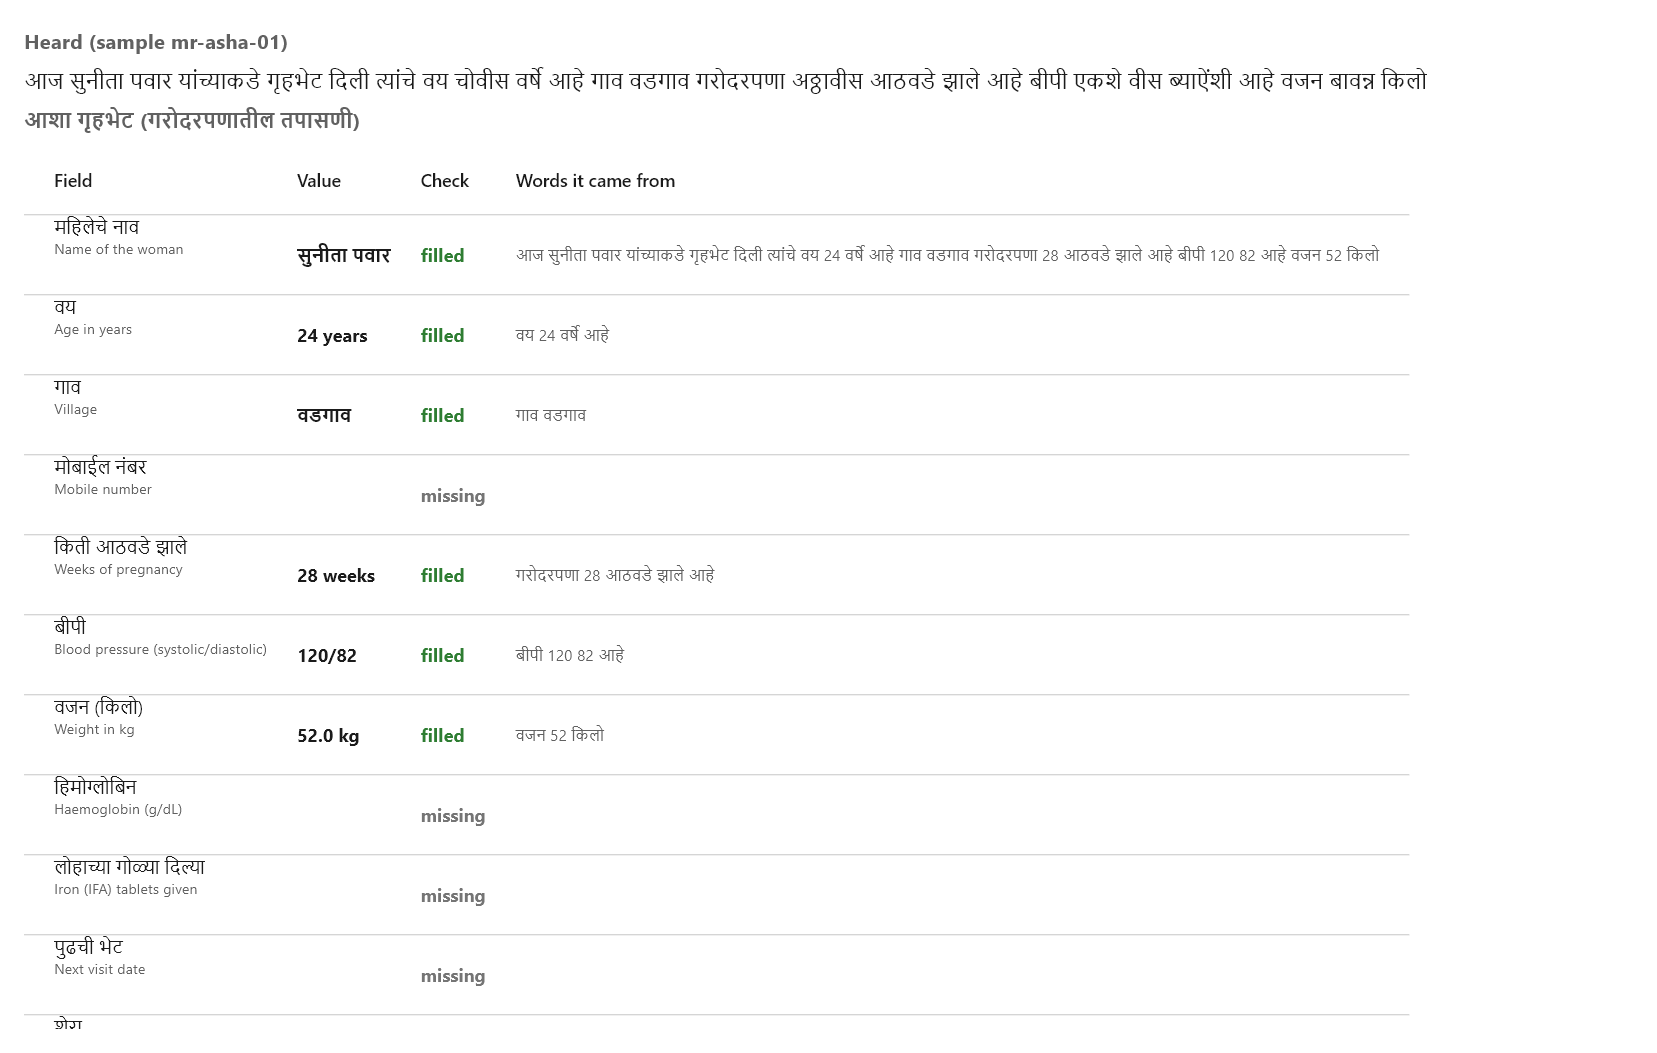 Heard (sample mr-asha-01)
आज सुनीता पवार यांच्याकडे गृहभेट दिली त्यांचे वय चोवीस वर्षे आहे गाव वडगाव गरोदरपणा अठ्ठावीस आठवडे झाले आहे बीपी एकशे वीस ब्याऐंशी आहे वजन बावन्न किलो
आशा गृहभेट (गरोदरपणातील तपासणी)
Field Value Check Words it came from
महिलेचे नाव
Name of the woman
सुनीता पवार filled आज सुनीता पवार यांच्याकडे गृहभेट दिली त्यांचे वय 24 वर्षे आहे गाव वडगाव गरोदरपणा 28 आठवडे झाले आहे बीपी 120 82 आहे वजन 52 किलो
वय
Age in years
24 years filled वय 24 वर्षे आहे
गाव
Village
वडगाव filled गाव वडगाव
मोबाईल नंबर
Mobile number
missing
किती आठवडे झाले
Weeks of pregnancy
28 weeks filled गरोदरपणा 28 आठवडे झाले आहे
बीपी
Blood pressure (systolic/diastolic)
120/82 filled बीपी 120 82 आहे
वजन (किलो)
Weight in kg
52.0 kg filled वजन 52 किलो
हिमोग्लोबिन
Haemoglobin (g/dL)
missing
लोहाच्या गोळ्या दिल्या
Iron (IFA) tablets given
missing
पुढची भेट
Next visit date
missing